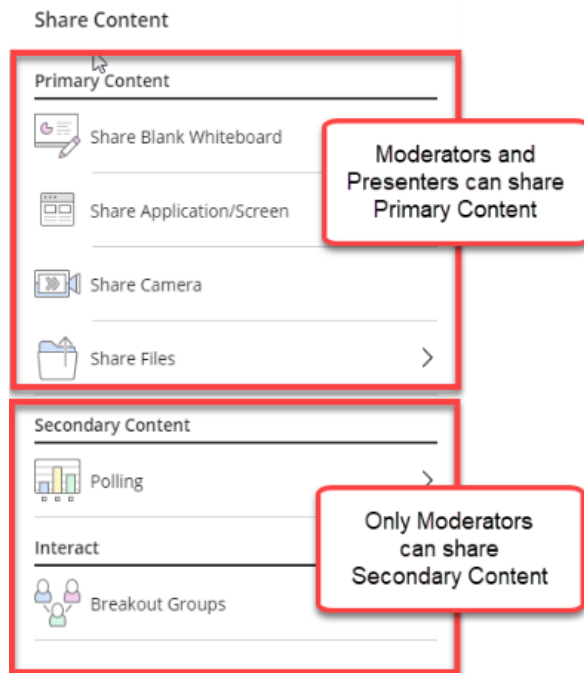 Share Content
Primary Content
Share Blank Whiteboard
Share Application/Screen
Share Camera
Share Files
Moderators and
Presenters can share
Primary Content
Secondary Content
Polling
Interact
Breakout Groups
Only Moderators
can share
Secondary Content